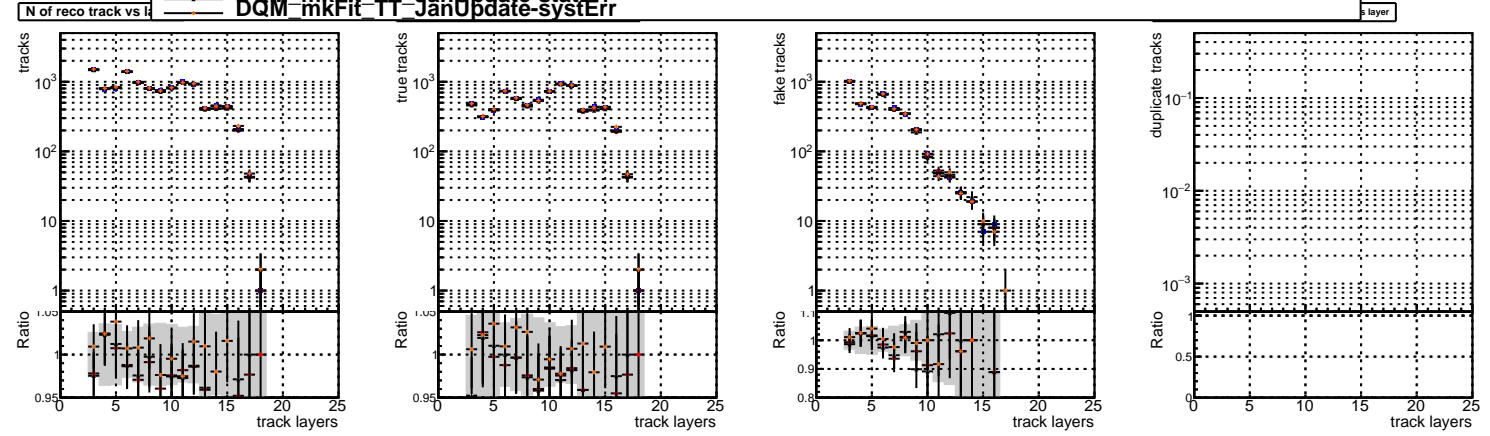 DQM_mkFit_TT_JanUpdate-systErr
N of reco track vs la
s layer
tracks
10³
10²
10
1
Ratio
1.05
1
0.95
0 5 10 15 20 25
track layers
true tracks
10³
10²
10
1
Ratio
1.05
1
0.95
0 5 10 15 20 25
track layers
fake tracks
10³
10²
10
1
Ratio
1.1
1
0.9
0.8
0 5 10 15 20 25
track layers
duplicate tracks
10⁻¹
10⁻²
10⁻³
Ratio
1
0.5
0
0 5 10 15 20 25
track layers